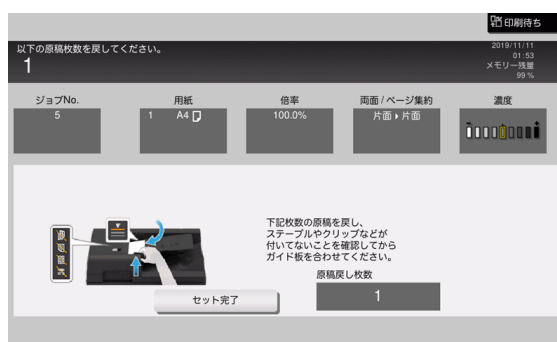 印刷待ち
以下の原稿枚数を戻してください。
1
2019/11/11
01:53
メモリー残量
99 %
ジョブNo.
用紙
倍率
両面 / ページ集約
濃度
5
1 A4
100.0%
片面 ▸ 片面
下記枚数の原稿を戻し、
ステープルやクリップなどが
付いてないことを確認してから
ガイド板を合わせてください。
原稿戻し枚数
1
セット完了